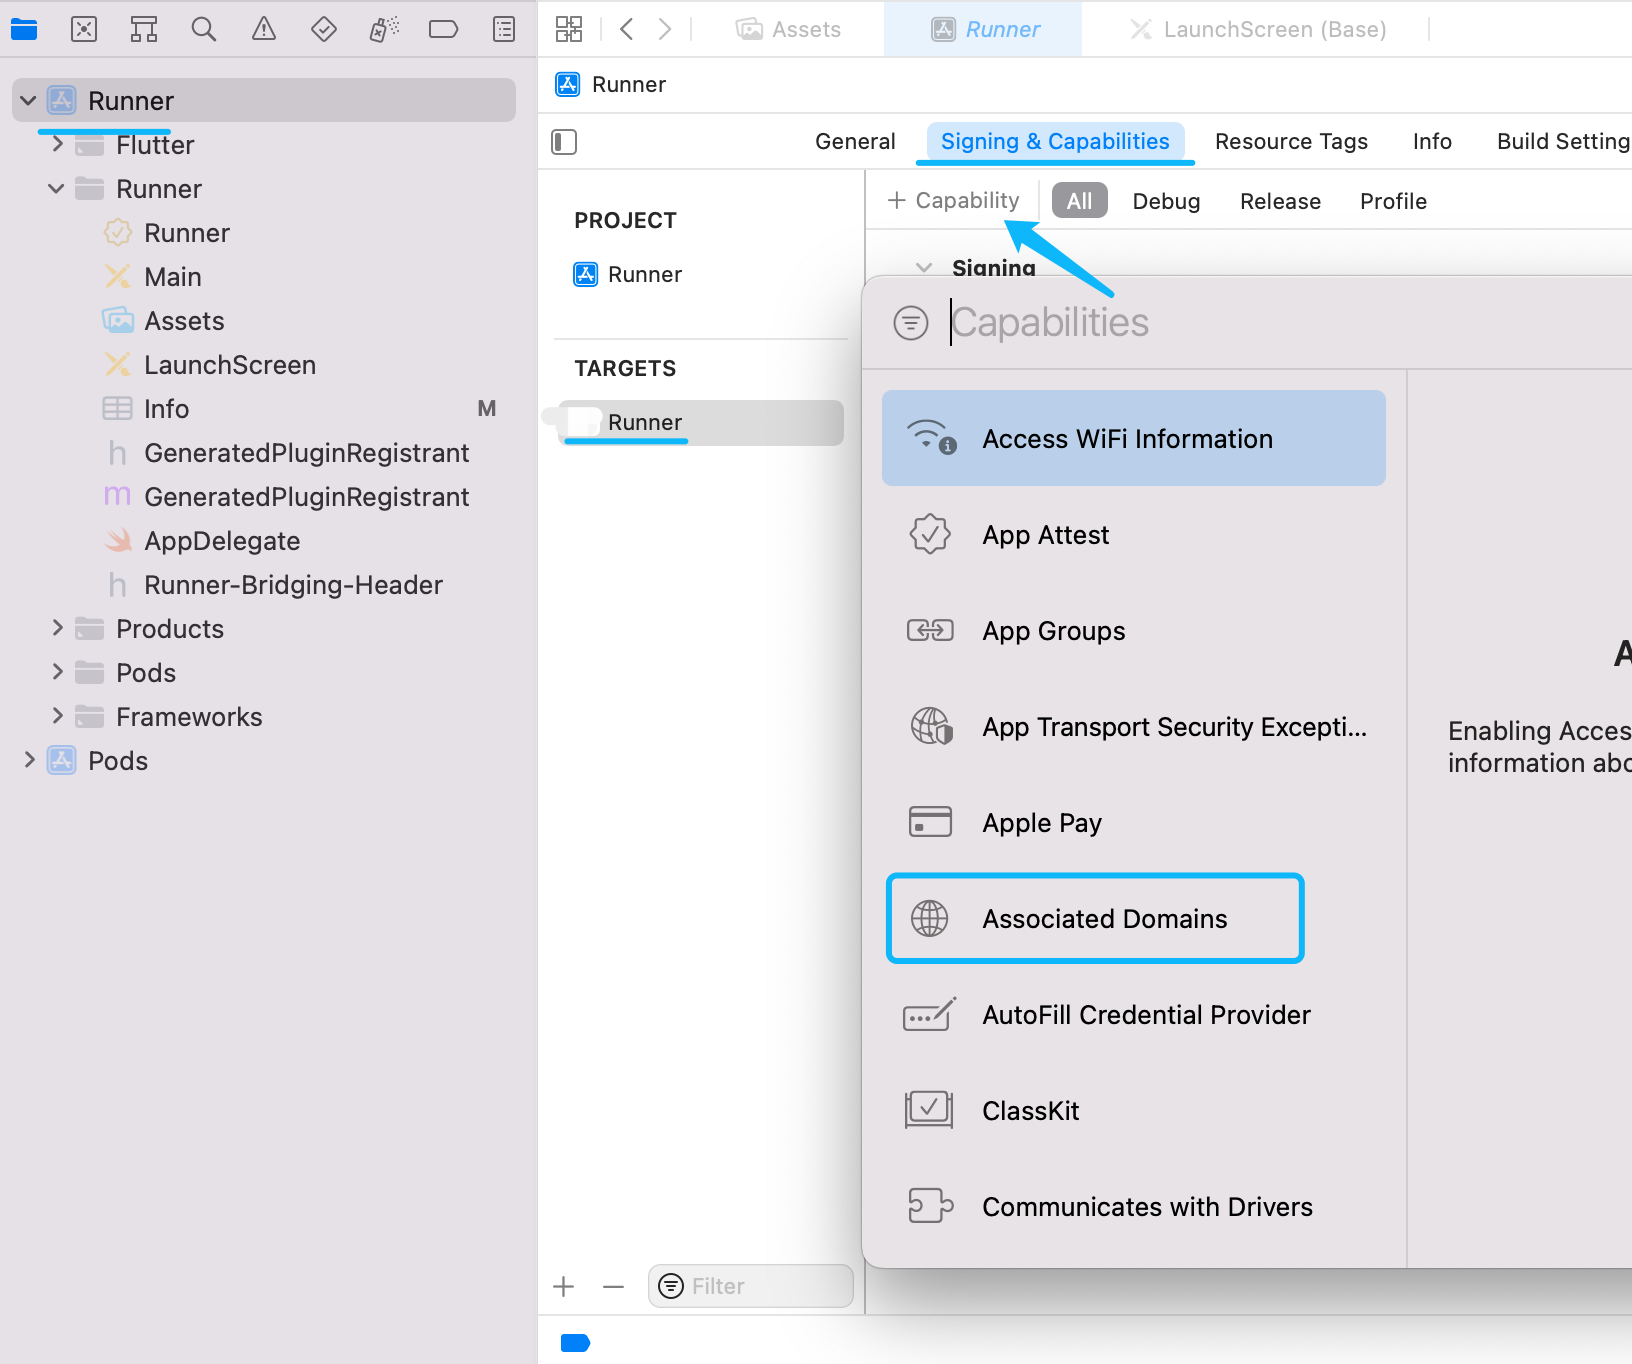 Assets
Runner
LaunchScreen (Base)
Runner
Flutter
Runner
Runner
Main
Assets
LaunchScreen
Info
M
GeneratedPluginRegistrant
GeneratedPluginRegistrant
AppDelegate
Runner-Bridging-Header
Products
Pods
Frameworks
Pods
Runner
General
Signing & Capabilities
Resource Tags
Info
Build Setting
PROJECT
Runner
TARGETS
Runner
+ Capability
All
Debug
Release
Profile
Signing
Capabilities
Access WiFi Information
App Attest
App Groups
App Transport Security Excepti...
Apple Pay
Associated Domains
AutoFill Credential Provider
ClassKit
Communicates with Drivers
A
Enabling Acces
information abo
Filter